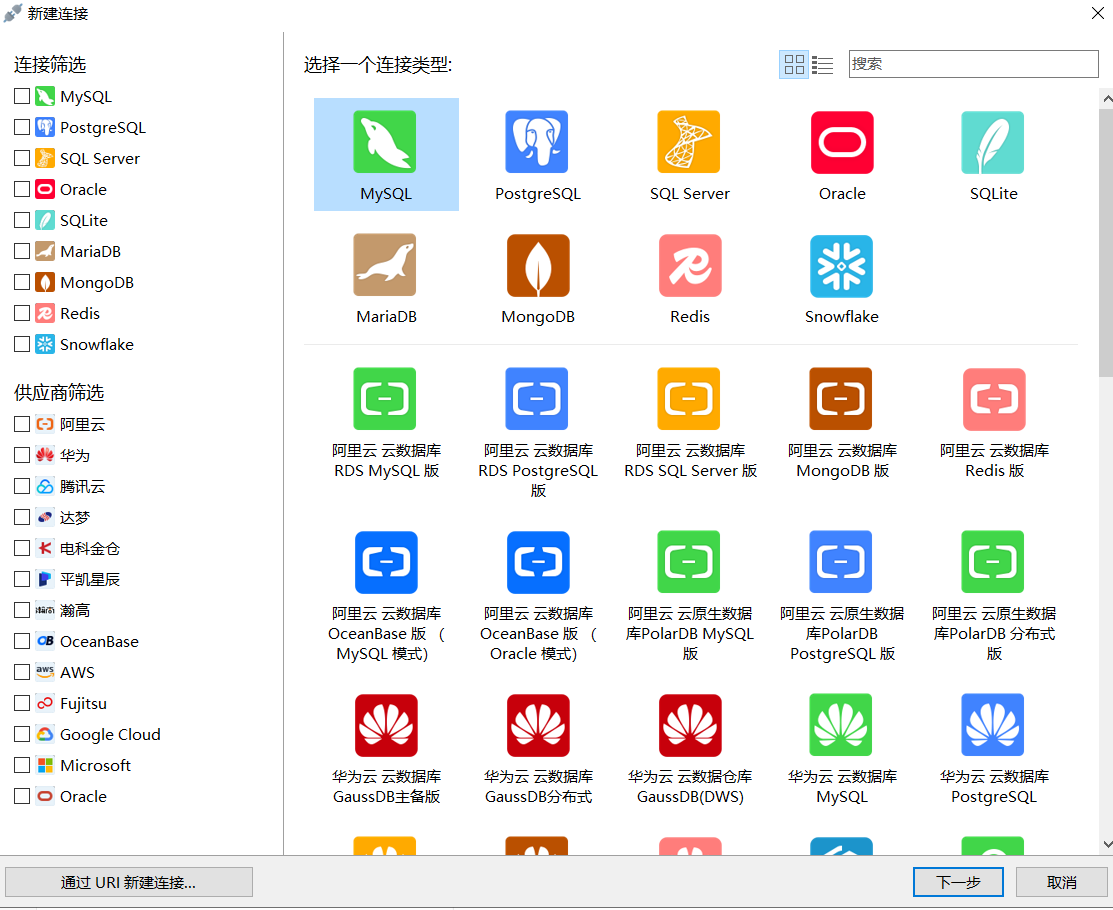 新建连接
连接筛选
MySQL
PostgreSQL
SQL Server
Oracle
SQLite
MariaDB
MongoDB
Redis
Snowflake
供应商筛选
阿里云
华为
腾讯云
达梦
电科金仓
平凯星辰
瀚高
OceanBase
AWS
Fujitsu
Google Cloud
Microsoft
Oracle
选择一个连接类型:
搜索
MySQL
PostgreSQL
SQL Server
Oracle
SQLite
MariaDB
MongoDB
Redis
Snowflake
阿里云 云数据库
RDS MySQL 版
阿里云 云数据库
RDS PostgreSQL
版
阿里云 云数据库
RDS SQL Server 版
阿里云 云数据库
MongoDB 版
阿里云 云数据库
Redis 版
阿里云 云数据库
OceanBase 版 （
MySQL 模式)
阿里云 云数据库
OceanBase 版 （
Oracle 模式)
阿里云 云原生数据
库PolarDB MySQL
版
阿里云 云原生数据
库PolarDB
PostgreSQL 版
阿里云 云原生数据
库PolarDB 分布式
版
华为云 云数据库
GaussDB主备版
华为云 云数据库
GaussDB分布式
华为云 云数据仓库
GaussDB(DWS)
华为云 云数据库
MySQL
华为云 云数据库
PostgreSQL
通过 URI 新建连接...
下一步
取消